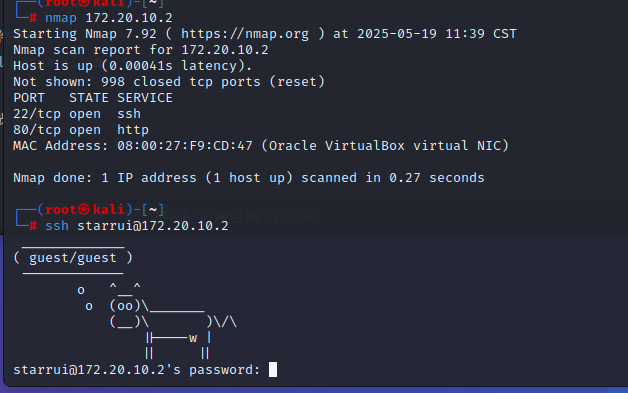 ┌──(root㉿kali)-[~]
└─# nmap 172.20.10.2
Starting Nmap 7.92 ( https://nmap.org ) at 2025-05-19 11:39 CST
Nmap scan report for 172.20.10.2
Host is up (0.00041s latency).
Not shown: 998 closed tcp ports (reset)
PORT   STATE SERVICE
22/tcp open  ssh
80/tcp open  http
MAC Address: 08:00:27:F9:CD:47 (Oracle VirtualBox virtual NIC)
Nmap done: 1 IP address (1 host up) scanned in 0.27 seconds
┌──(root㉿kali)-[~]
└─# ssh starrui@172.20.10.2
 _____________
( guest/guest )
 -------------
        o   ^__^
         o  (oo)\_______
            (__)\       )\/\
                ||----w |
                ||     ||
starrui@172.20.10.2's password: